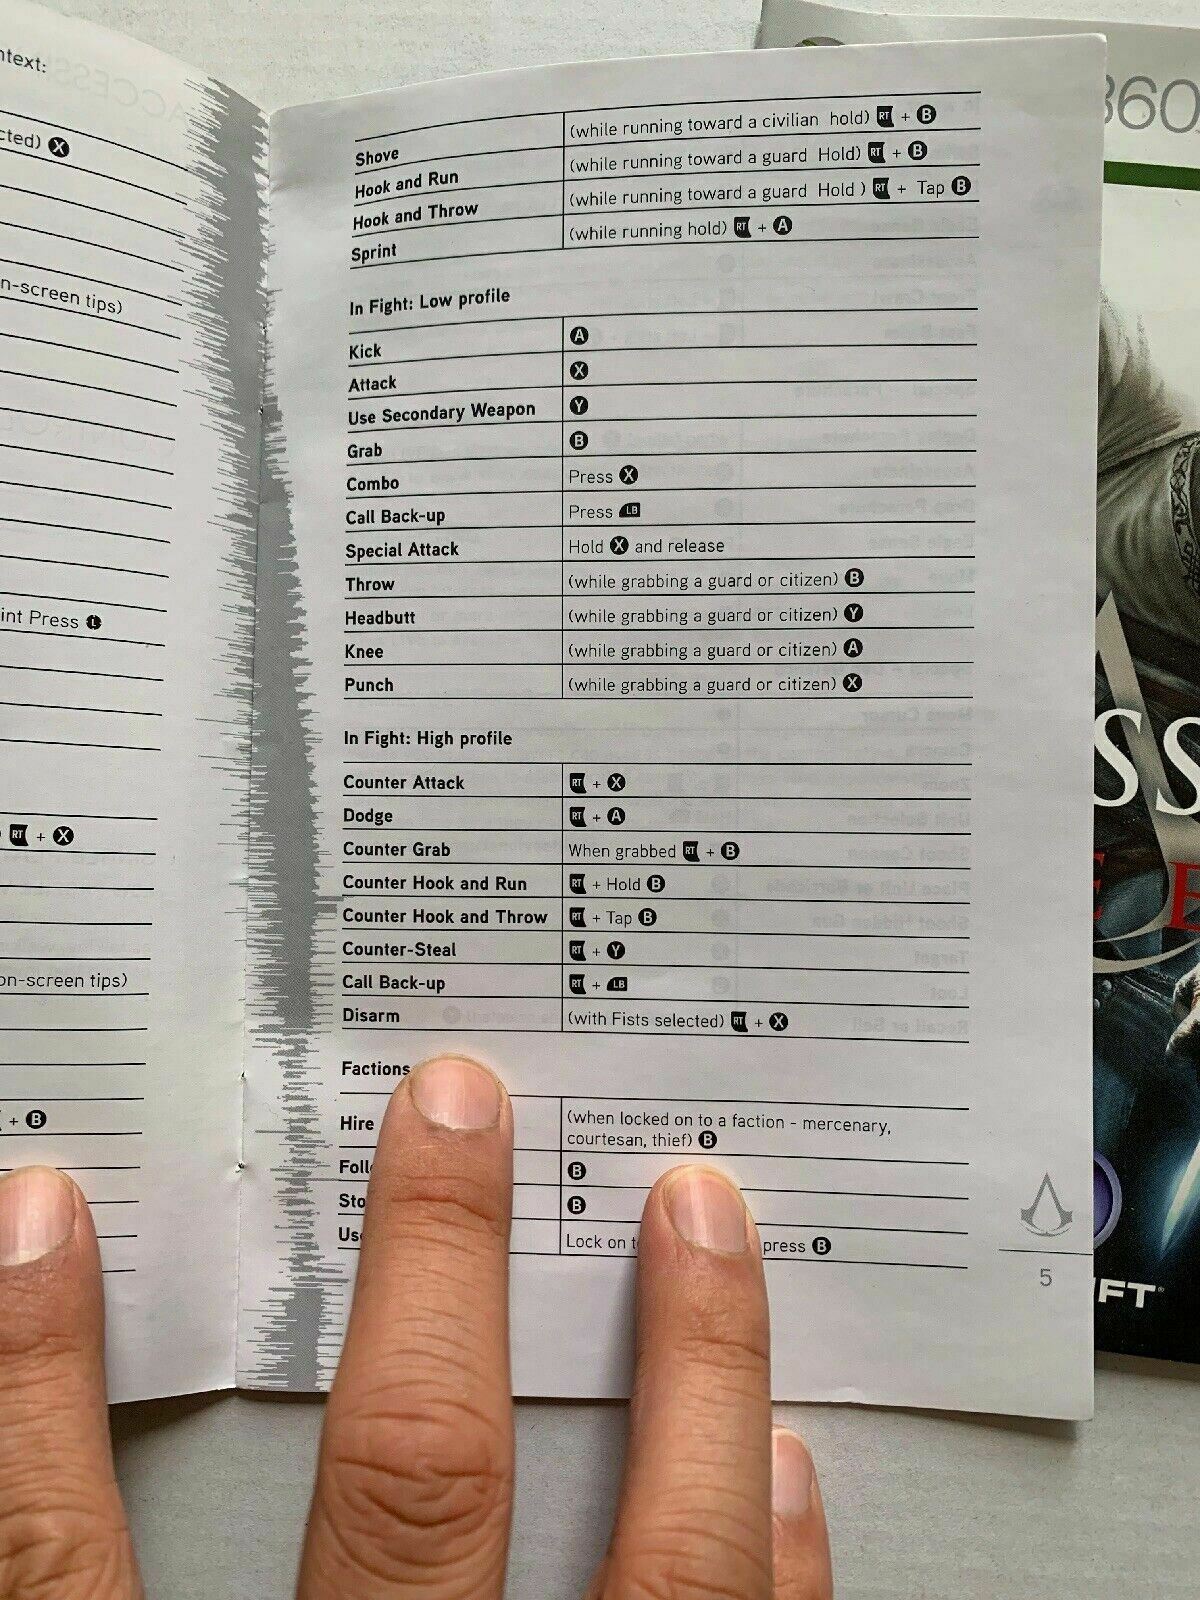 ntext:
cted) X
n-screen tips)
int Press L
RT + X
on-screen tips)
+ B
Shove (while running toward a civilian hold) RT + B
Hook and Run (while running toward a guard Hold) RT + B
Hook and Throw (while running toward a guard Hold ) RT + Tap B
Sprint (while running hold) RT + A
In Fight: Low profile
Kick A
Attack X
Use Secondary Weapon Y
Grab B
Combo Press X
Call Back-up Press LB
Special Attack Hold X and release
Throw (while grabbing a guard or citizen) B
Headbutt (while grabbing a guard or citizen) Y
Knee (while grabbing a guard or citizen) A
Punch (while grabbing a guard or citizen) X
In Fight: High profile
Counter Attack RT + X
Dodge RT + A
Counter Grab When grabbed RT + B
Counter Hook and Run RT + Hold B
Counter Hook and Throw RT + Tap B
Counter-Steal RT + Y
Call Back-up RT + LB
Disarm (with Fists selected) RT + X
Factions
Hire (when locked on to a faction - mercenary,
courtesan, thief) B
B
B
Lock on press B
5
360